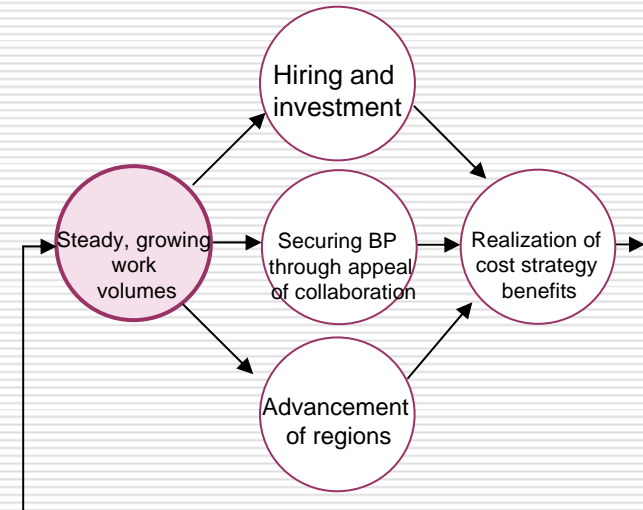 Hiring and
investment
Steady, growing
work
volumes
Securing BP
through appeal
of collaboration
Realization of
cost strategy
benefits
Advancement
of regions